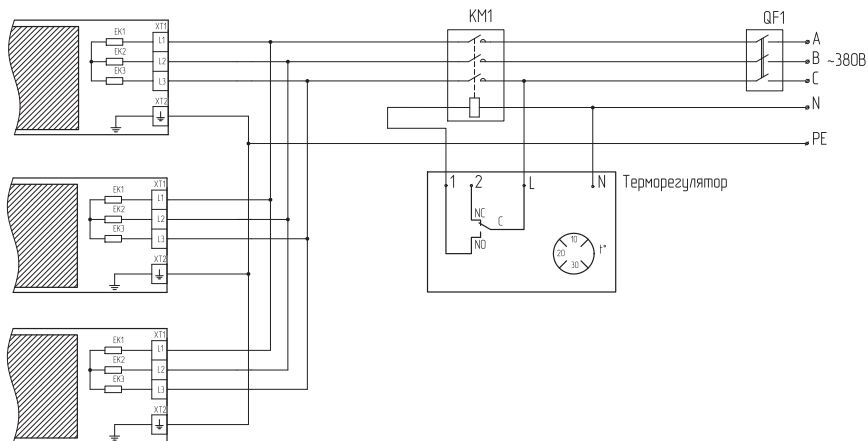 KM1
QF1
XT1
EK1
L1
A
EK2
L2
B ~380В
EK3
L3
C
XT2
N
PE
1 2 L N Терморегулятор
XT1
EK1
L1
EK2
L2
NC
C
EK3
L3
NO
10
20
30
t°
XT2
XT1
EK1
L1
EK2
L2
EK3
L3
XT2